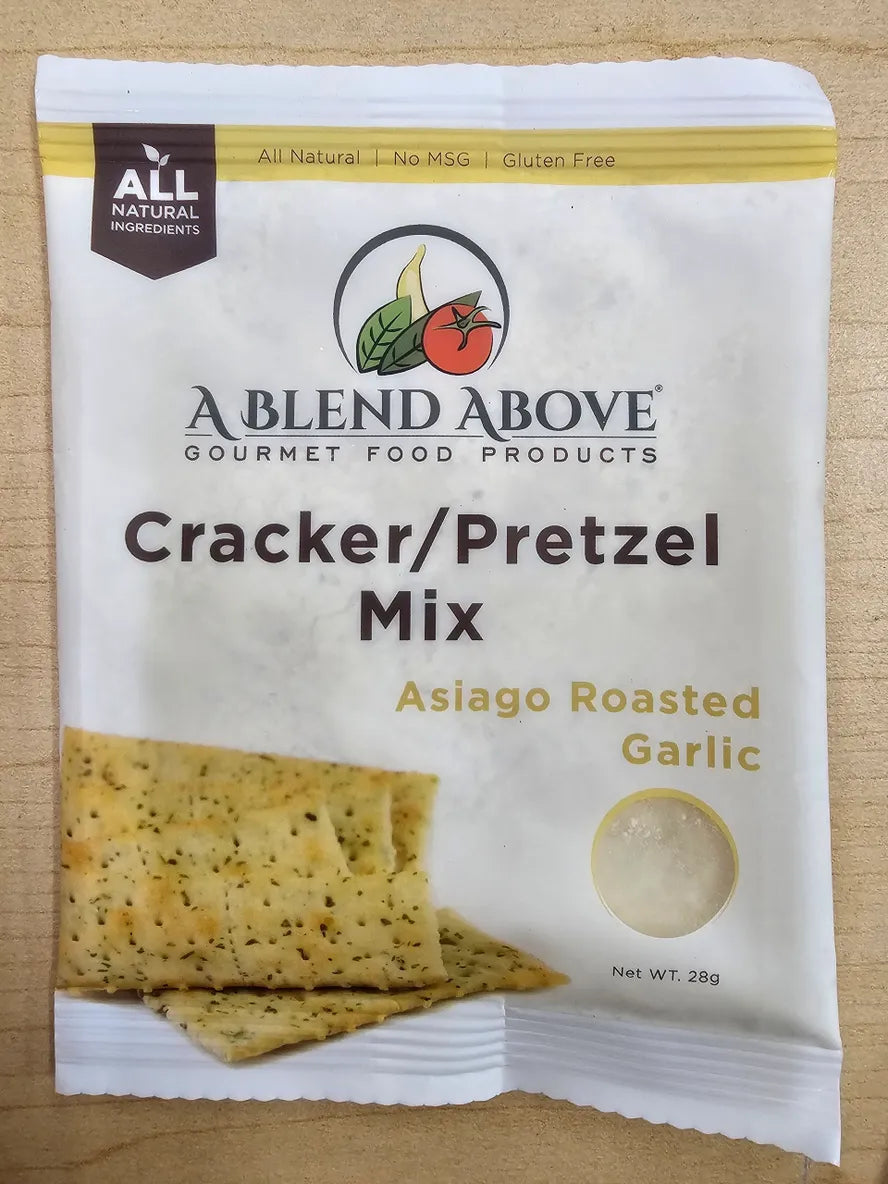 All Natural | No MSG | Gluten Free
ALL
NATURAL
INGREDIENTS
A BLEND ABOVE®
GOURMET FOOD PRODUCTS
Cracker/Pretzel
Mix
Asiago Roasted
Garlic
Net WT. 28g